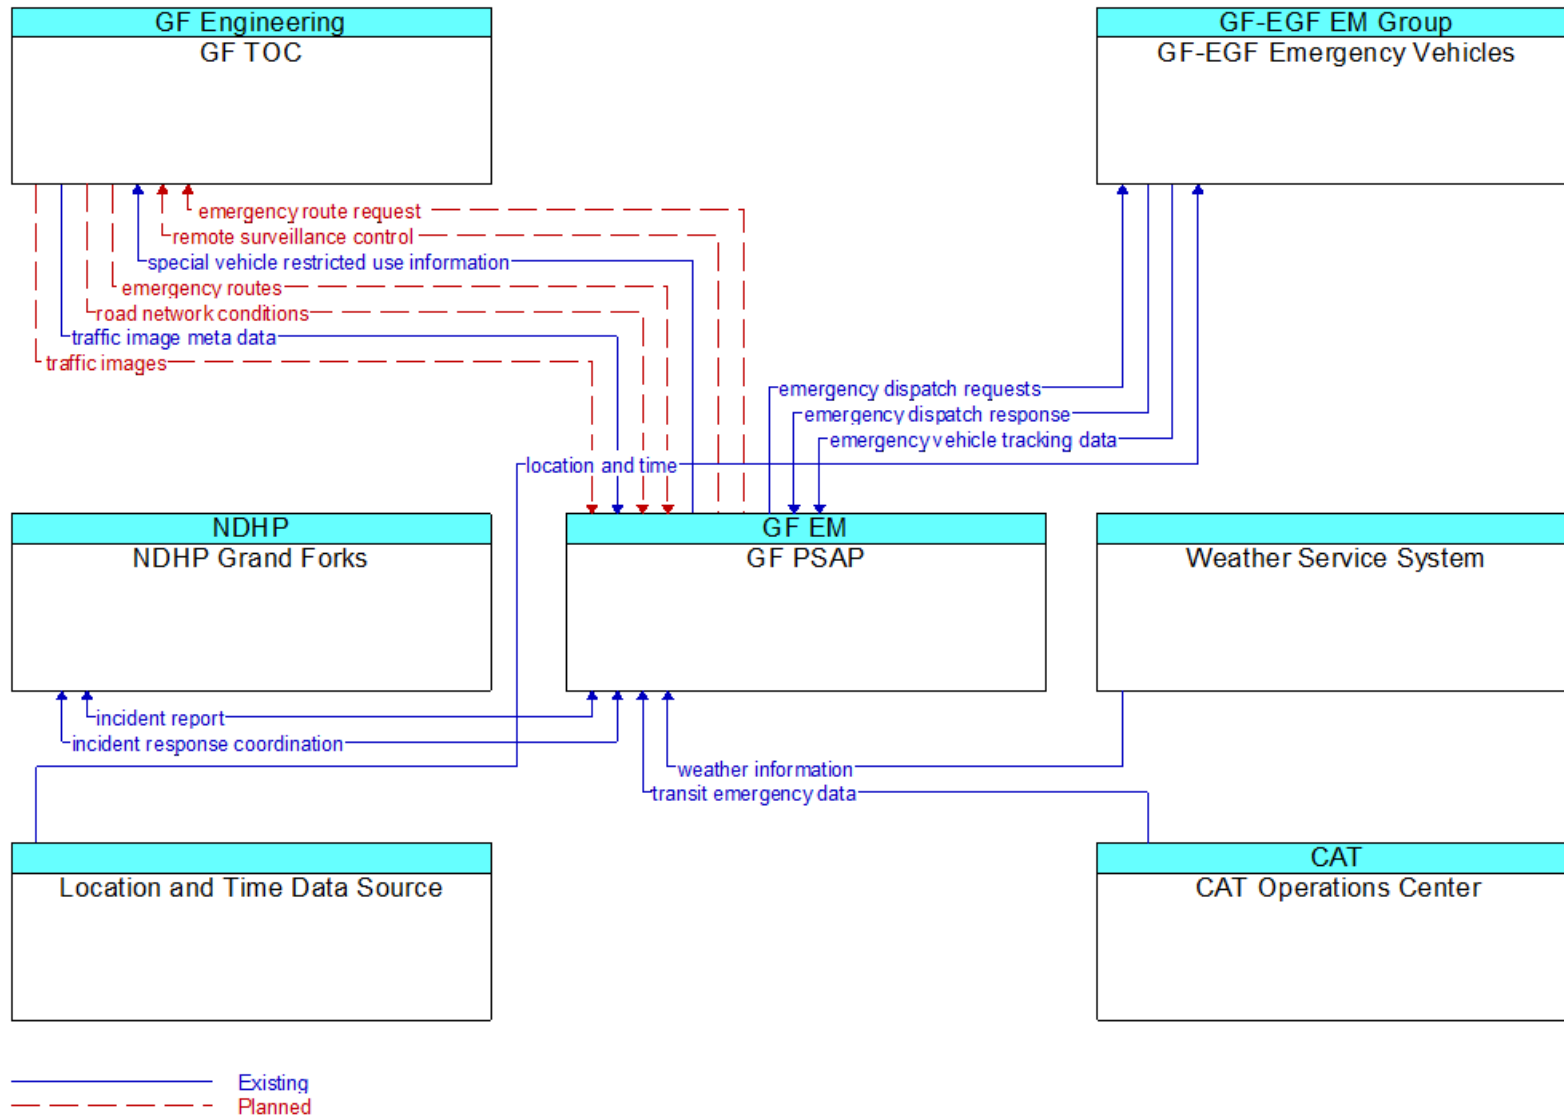 GF Engineering
GF TOC
GF-EGF EM Group
GF-EGF Emergency Vehicles
emergency route request
remote surveillance control
special vehicle restricted use information
emergency routes
road network conditions
traffic image meta data
traffic images
emergency dispatch requests
emergency dispatch response
emergency vehicle tracking data
location and time
NDHP
NDHP Grand Forks
GF EM
GF PSAP
Weather Service System
incident report
incident response coordination
weather information
transit emergency data
Location and Time Data Source
CAT
CAT Operations Center
Existing
Planned